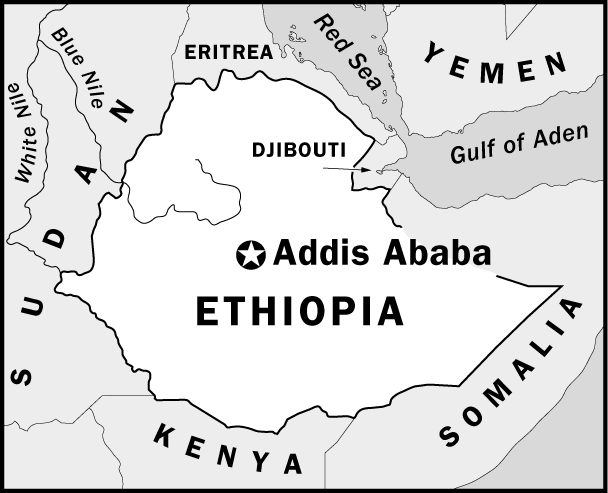 Red Sea
ERITREA
YEMEN
Blue Nile
White Nile
SUDAN
DJIBOUTI
Gulf of Aden
Addis Ababa
ETHIOPIA
SOMALIA
KENYA